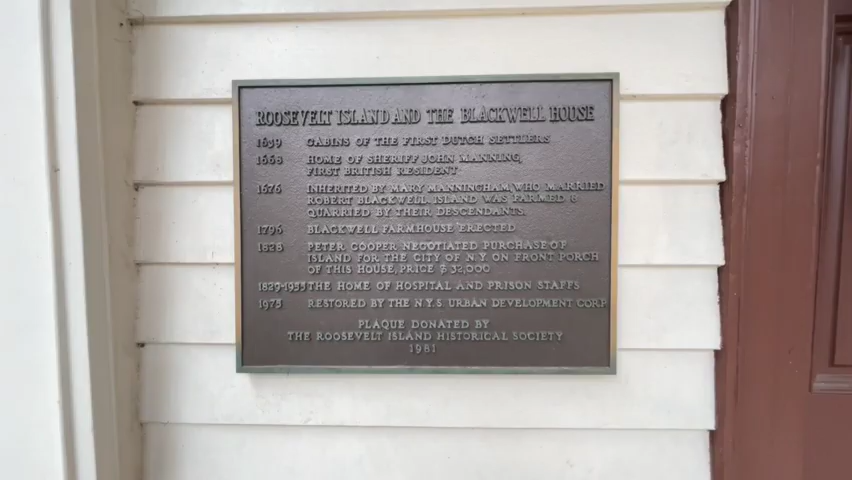 ROOSEVELT ISLAND AND THE BLACKWELL HOUSE
1639 CABINS OF THE FIRST DUTCH SETTLERS
1668 HOME OF SHERIFF JOHN MANNING,
FIRST BRITISH RESIDENT
1676 INHERITED BY MARY MANNINGHAM, WHO MARRIED
ROBERT BLACKWELL. ISLAND WAS FARMED &
QUARRIED BY THEIR DESCENDANTS.
1796 BLACKWELL FARMHOUSE ERECTED
1828 PETER COOPER NEGOTIATED PURCHASE OF
ISLAND FOR THE CITY OF N.Y. ON FRONT PORCH
OF THIS HOUSE, PRICE $ 32,000
1829-1955 THE HOME OF HOSPITAL AND PRISON STAFFS
1975 RESTORED BY THE N.Y.S. URBAN DEVELOPMENT CORP.
PLAQUE DONATED BY
THE ROOSEVELT ISLAND HISTORICAL SOCIETY
1981